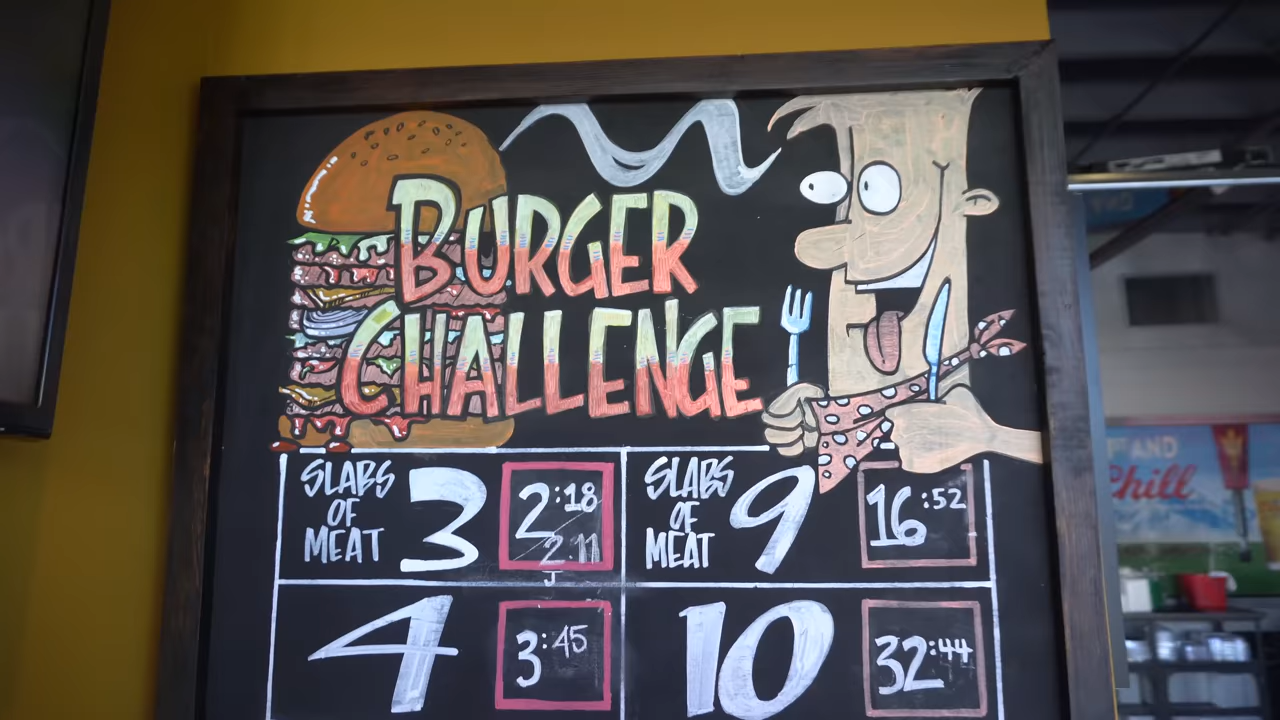 BURGER
CHALLENGE
SLABS
OF
MEAT
3
2:18
2.11
J
SLABS
OF
MEAT
9
16:52
4
3:45
10
32:44
AND
Chill